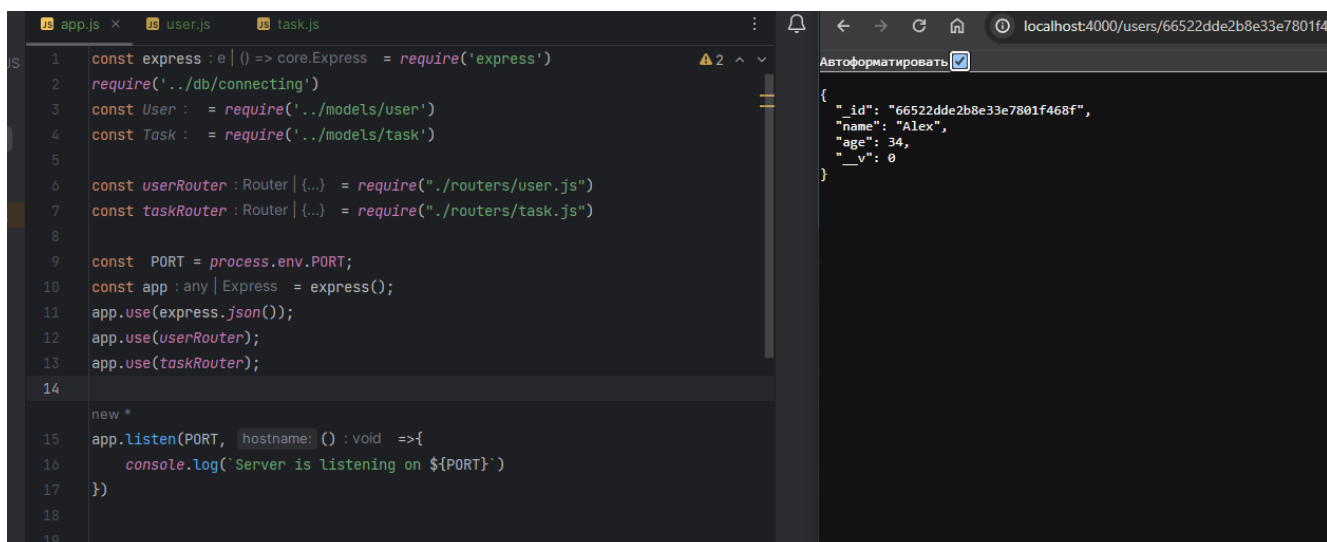 JS app.js × JS user.js JS task.js
JS
1 const express : e | () => core.Express = require('express') 2
2 require('../db/connecting')
3 const User : = require('../models/user')
4 const Task : = require('../models/task')
5
6 const userRouter : Router | {...} = require("./routers/user.js")
7 const taskRouter : Router | {...} = require("./routers/task.js")
8
9 const PORT = process.env.PORT;
10 const app : any | Express = express();
11 app.use(express.json());
12 app.use(userRouter);
13 app.use(taskRouter);
14
new *
15 app.listen(PORT, hostname: () : void =>{
16 console.log(`Server is listening on ${PORT}`)
17 })
18
19
localhost:4000/users/66522dde2b8e33e7801f4
Автоформатировать
{
"_id": "66522dde2b8e33e7801f468f",
"name": "Alex",
"age": 34,
"__v": 0
}